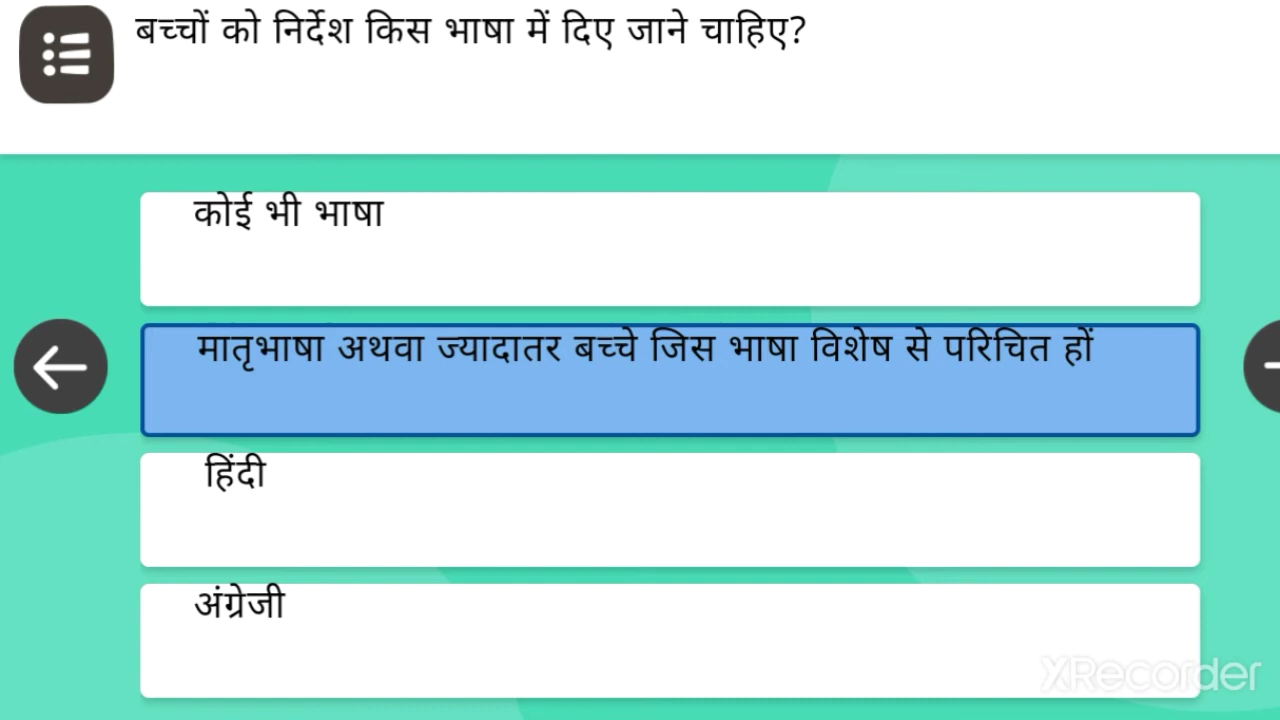 बच्चों को निर्देश किस भाषा में दिए जाने चाहिए?
कोई भी भाषा
मातृभाषा अथवा ज्यादातर बच्चे जिस भाषा विशेष से परिचित हों
हिंदी
अंग्रेजी
XRecorder